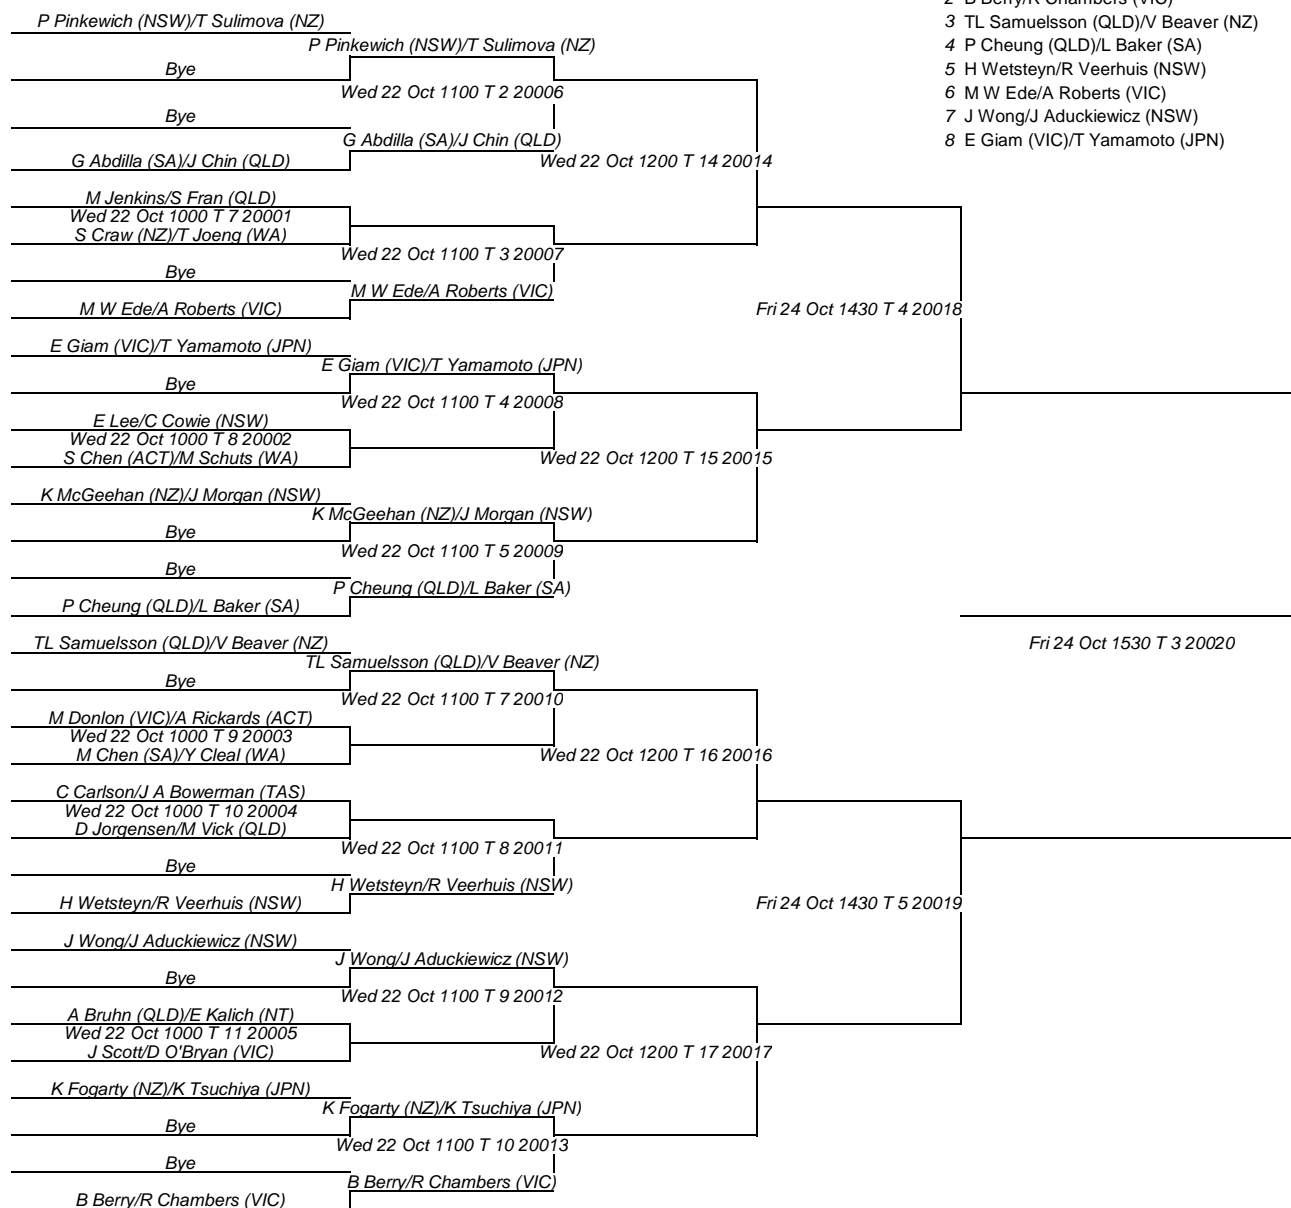 2 B Berry/R Chambers (VIC)
3 TL Samuelsson (QLD)/V Beaver (NZ)
4 P Cheung (QLD)/L Baker (SA)
5 H Wetsteyn/R Veerhuis (NSW)
6 M W Ede/A Roberts (VIC)
7 J Wong/J Aduckiewicz (NSW)
8 E Giam (VIC)/T Yamamoto (JPN)
P Pinkewich (NSW)/T Sulimova (NZ)
P Pinkewich (NSW)/T Sulimova (NZ)
Bye
Wed 22 Oct 1100 T 2 20006
Bye
G Abdilla (SA)/J Chin (QLD)
G Abdilla (SA)/J Chin (QLD)
Wed 22 Oct 1200 T 14 20014
M Jenkins/S Fran (QLD)
Wed 22 Oct 1000 T 7 20001
S Craw (NZ)/T Joeng (WA)
Wed 22 Oct 1100 T 3 20007
Bye
M W Ede/A Roberts (VIC)
M W Ede/A Roberts (VIC)
Fri 24 Oct 1430 T 4 20018
E Giam (VIC)/T Yamamoto (JPN)
E Giam (VIC)/T Yamamoto (JPN)
Bye
Wed 22 Oct 1100 T 4 20008
E Lee/C Cowie (NSW)
Wed 22 Oct 1000 T 8 20002
S Chen (ACT)/M Schuts (WA)
Wed 22 Oct 1200 T 15 20015
K McGeehan (NZ)/J Morgan (NSW)
K McGeehan (NZ)/J Morgan (NSW)
Bye
Wed 22 Oct 1100 T 5 20009
Bye
P Cheung (QLD)/L Baker (SA)
P Cheung (QLD)/L Baker (SA)
TL Samuelsson (QLD)/V Beaver (NZ)
Fri 24 Oct 1530 T 3 20020
TL Samuelsson (QLD)/V Beaver (NZ)
Bye
Wed 22 Oct 1100 T 7 20010
M Donlon (VIC)/A Rickards (ACT)
Wed 22 Oct 1000 T 9 20003
M Chen (SA)/Y Cleal (WA)
Wed 22 Oct 1200 T 16 20016
C Carlson/J A Bowerman (TAS)
Wed 22 Oct 1000 T 10 20004
D Jorgensen/M Vick (QLD)
Wed 22 Oct 1100 T 8 20011
Bye
H Wetsteyn/R Veerhuis (NSW)
H Wetsteyn/R Veerhuis (NSW)
Fri 24 Oct 1430 T 5 20019
J Wong/J Aduckiewicz (NSW)
J Wong/J Aduckiewicz (NSW)
Bye
Wed 22 Oct 1100 T 9 20012
A Bruhn (QLD)/E Kalich (NT)
Wed 22 Oct 1000 T 11 20005
J Scott/D O'Bryan (VIC)
Wed 22 Oct 1200 T 17 20017
K Fogarty (NZ)/K Tsuchiya (JPN)
K Fogarty (NZ)/K Tsuchiya (JPN)
Bye
Wed 22 Oct 1100 T 10 20013
Bye
B Berry/R Chambers (VIC)
B Berry/R Chambers (VIC)